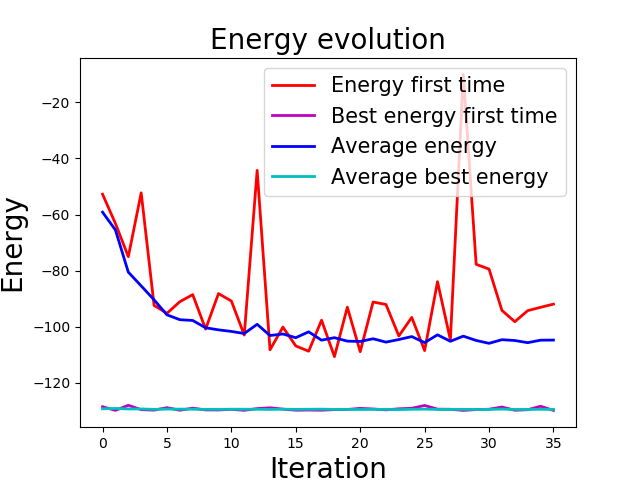 Energy evolution
Energy first time
Best energy first time
Average energy
Average best energy
−20
−40
−60
−80
−100
−120
Energy
0 5 10 15 20 25 30 35
Iteration